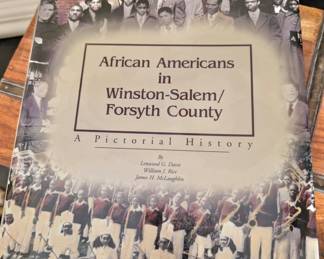 African Americans
in
Winston-Salem/
Forsyth County
A Pictorial History
By
Lenwood G. Davis
William J. Rice
James H. McLaughlin